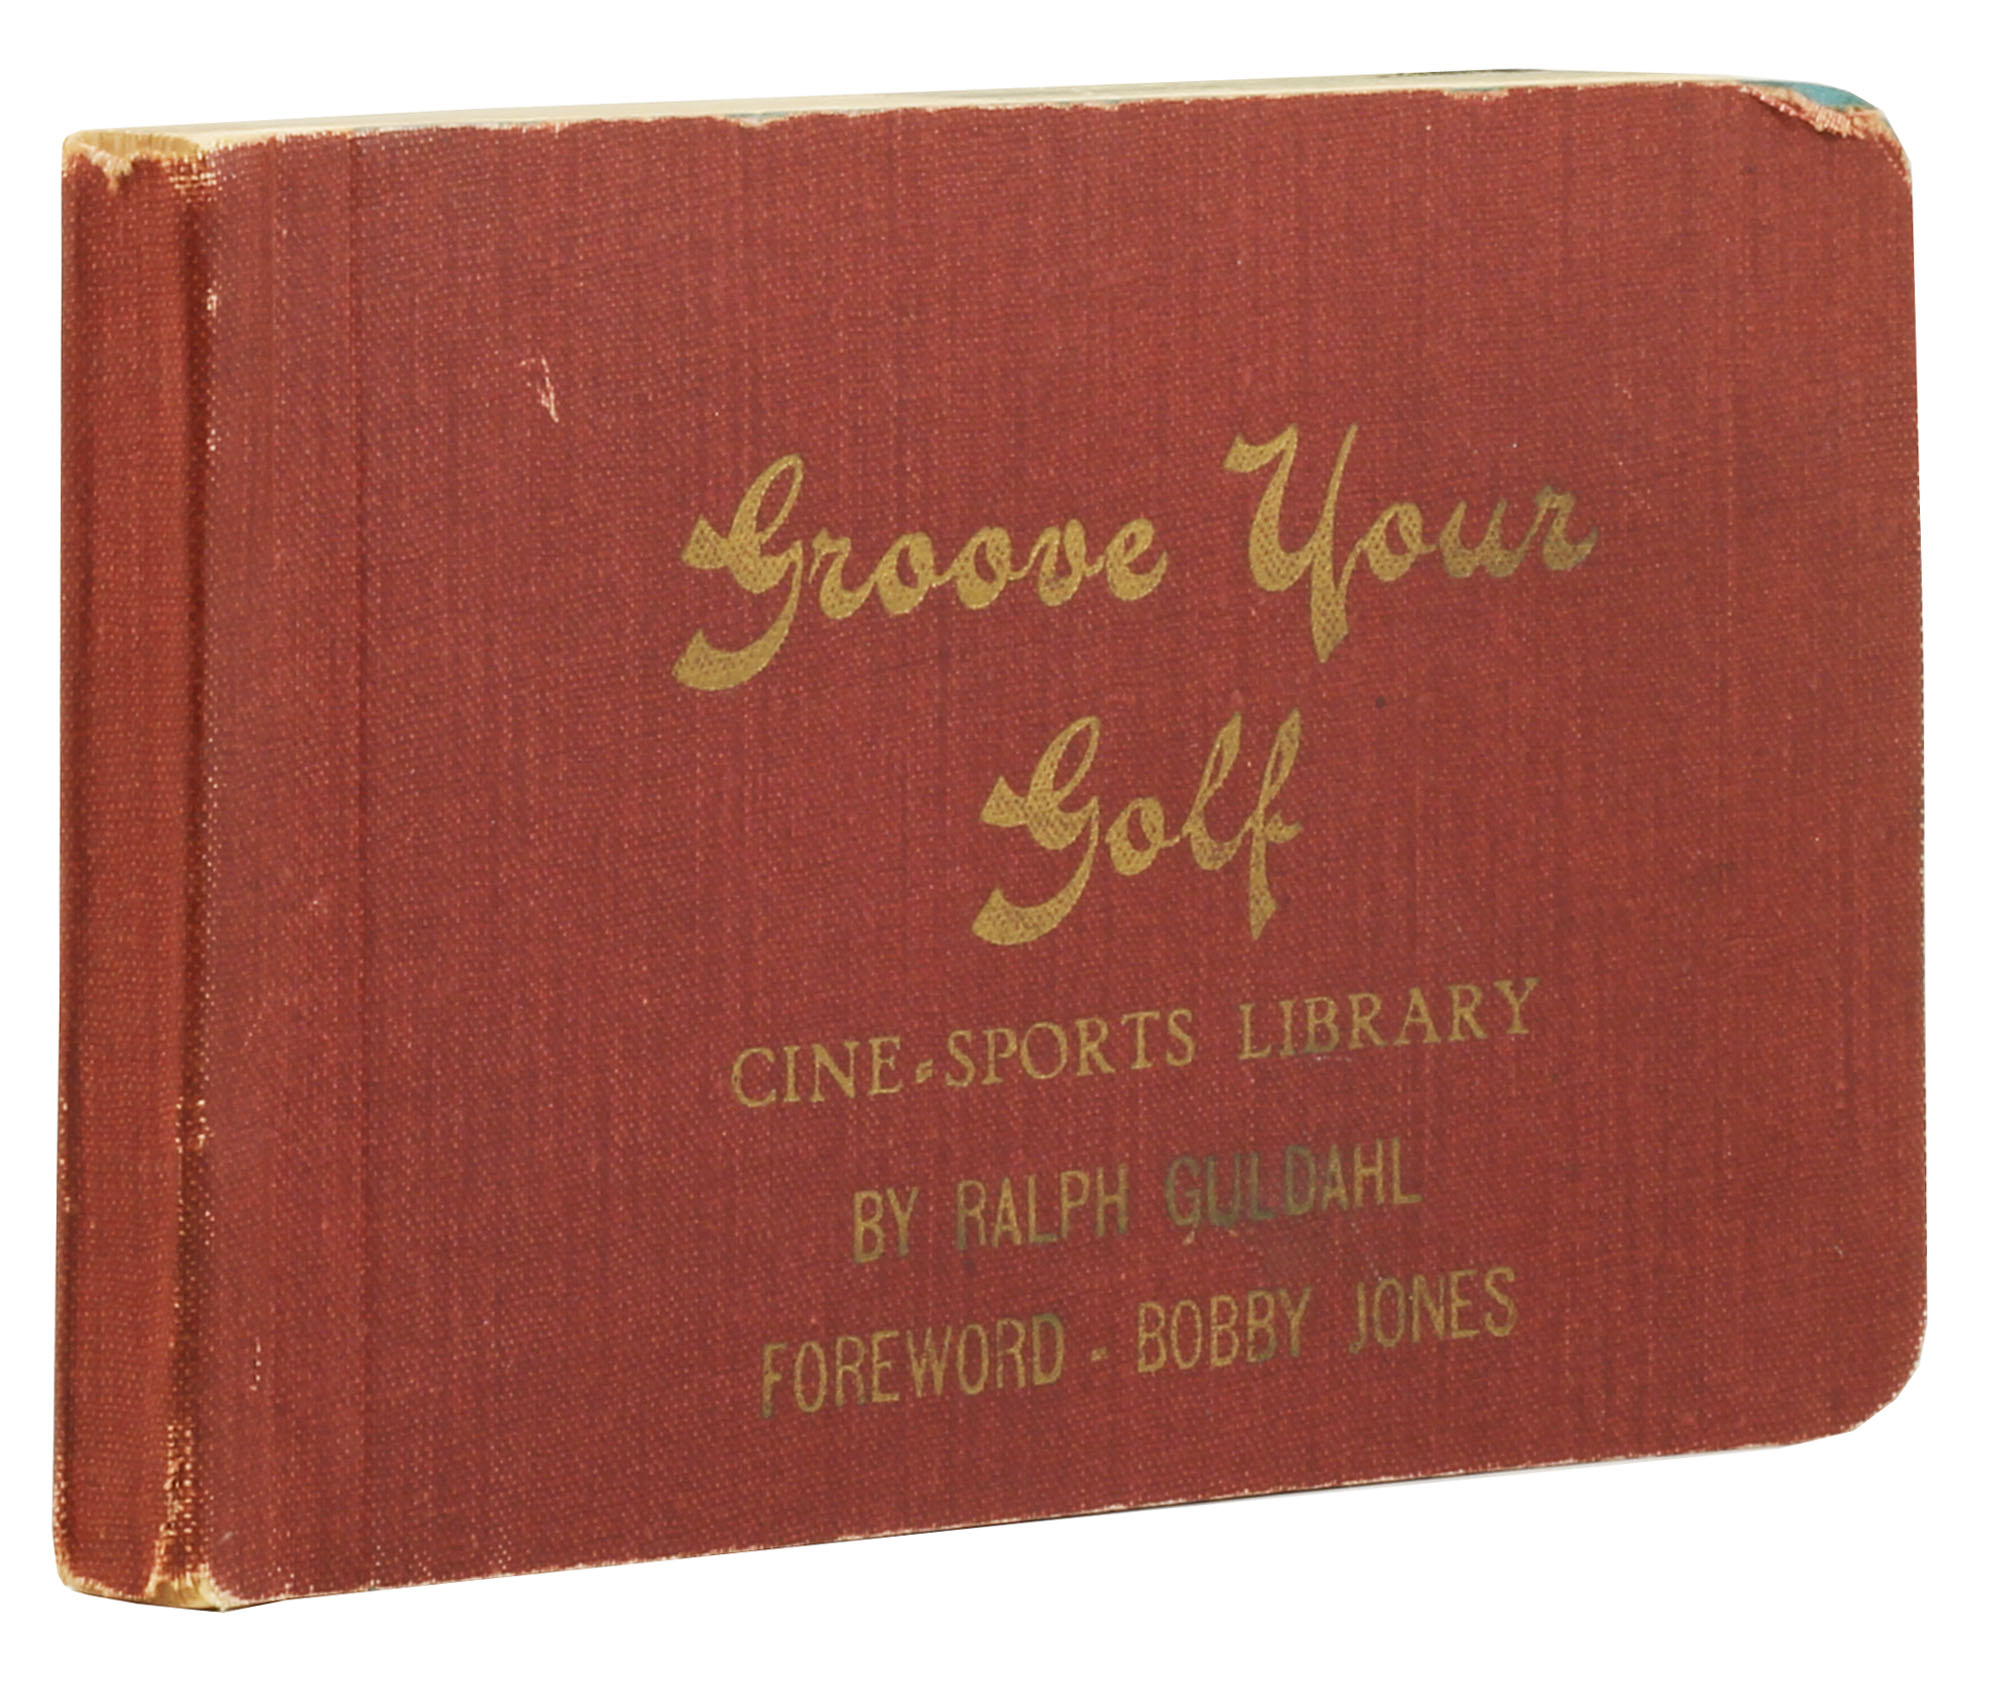 Groove Your
Golf
CINE-SPORTS LIBRARY
BY RALPH GULDAHL
FOREWORD - BOBBY JONES